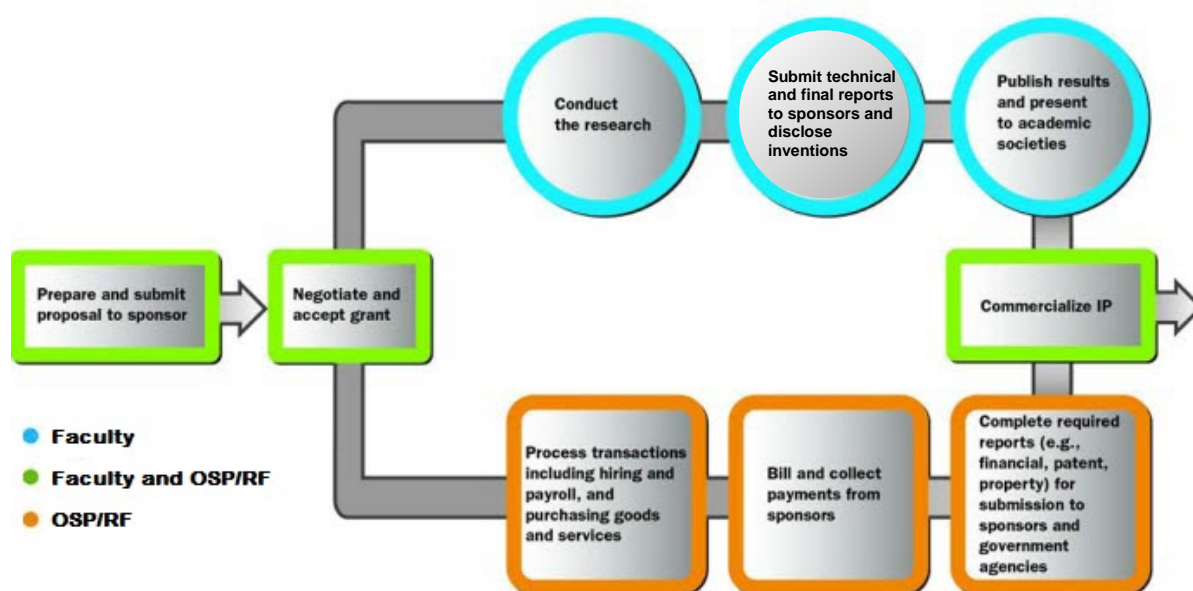 Conduct
the research
Submit technical
and final reports
to sponsors and
disclose
inventions
Publish results
and present
to academic
societies
Prepare and submit
proposal to sponsor
Negotiate and
accept grant
Commercialize IP
Faculty
Faculty and OSP/RF
OSP/RF
Process transactions
including hiring and
payroll, and
purchasing goods
and services
Bill and collect
payments from
sponsors
Complete required
reports (e.g.,
financial, patent,
property) for
submission to
sponsors and
government
agencies